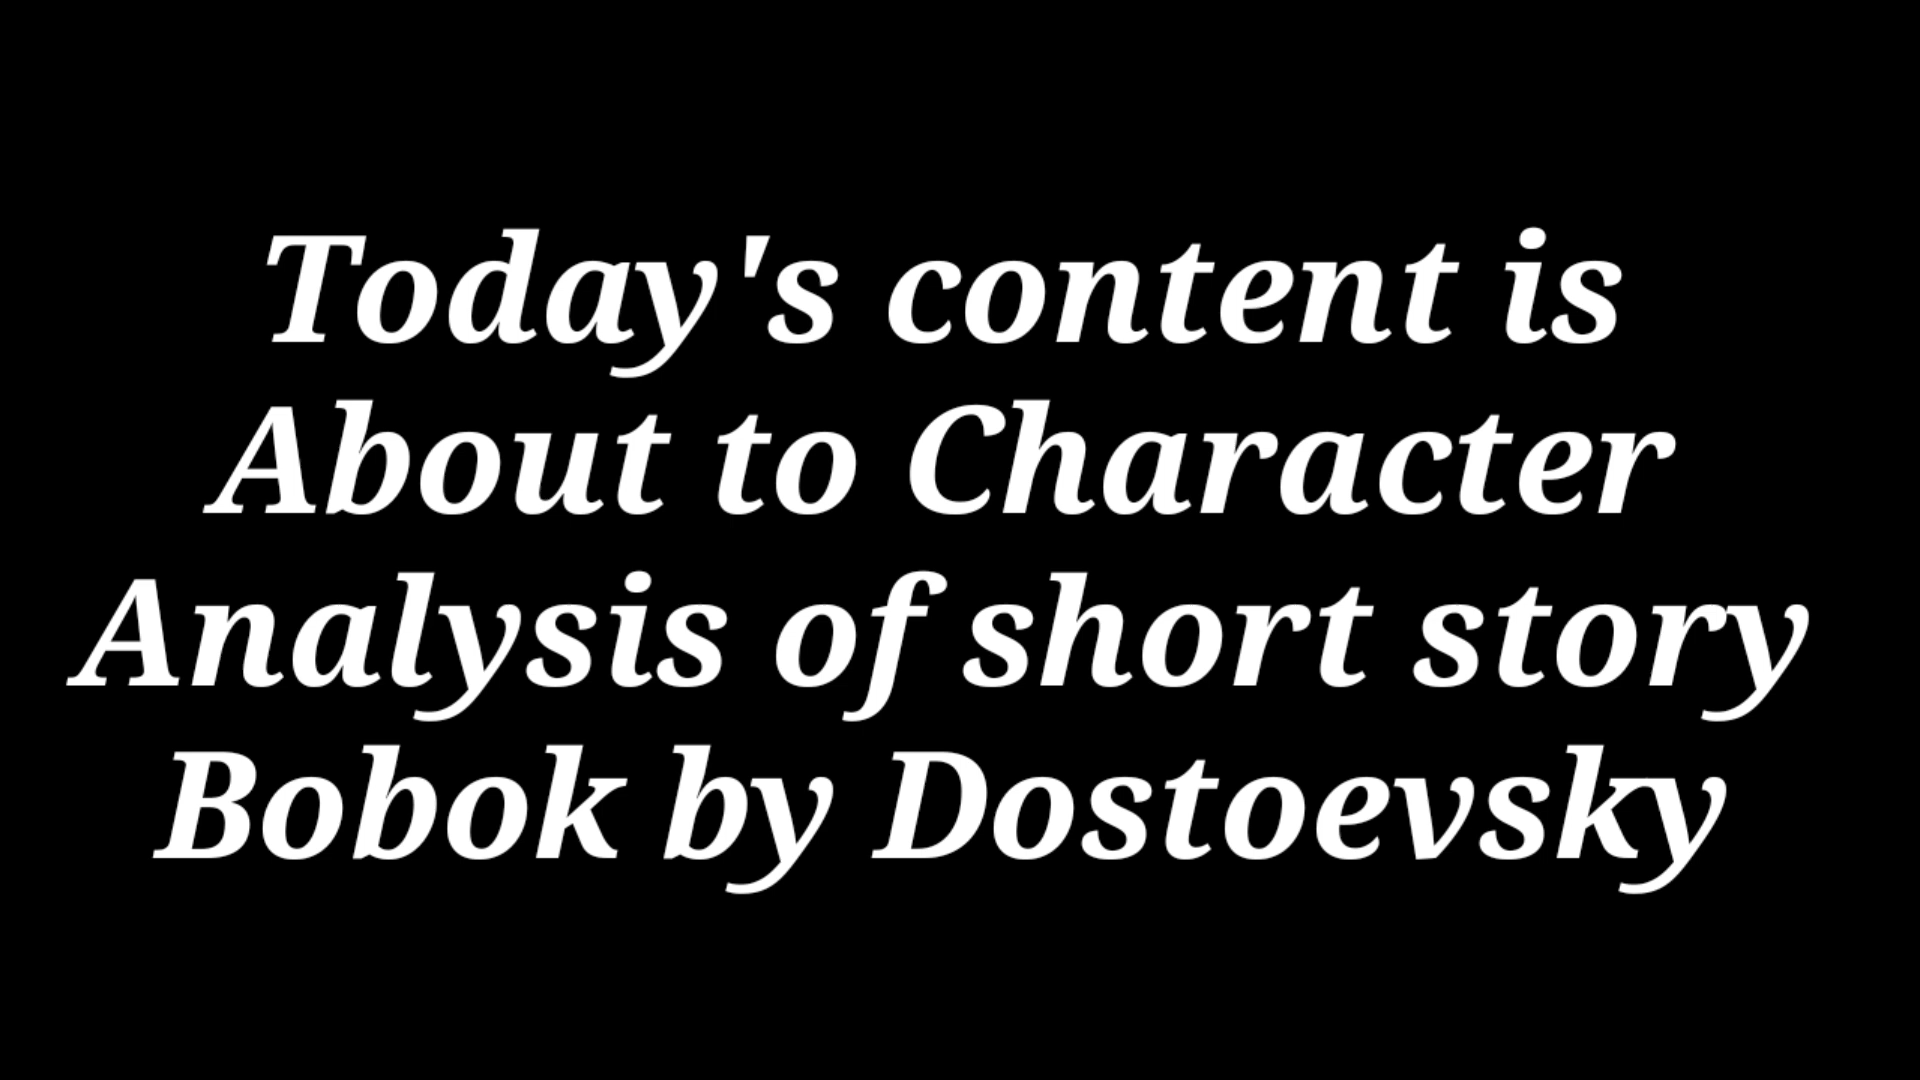 Today's content is
About to Character
Analysis of short story
Bobok by Dostoevsky